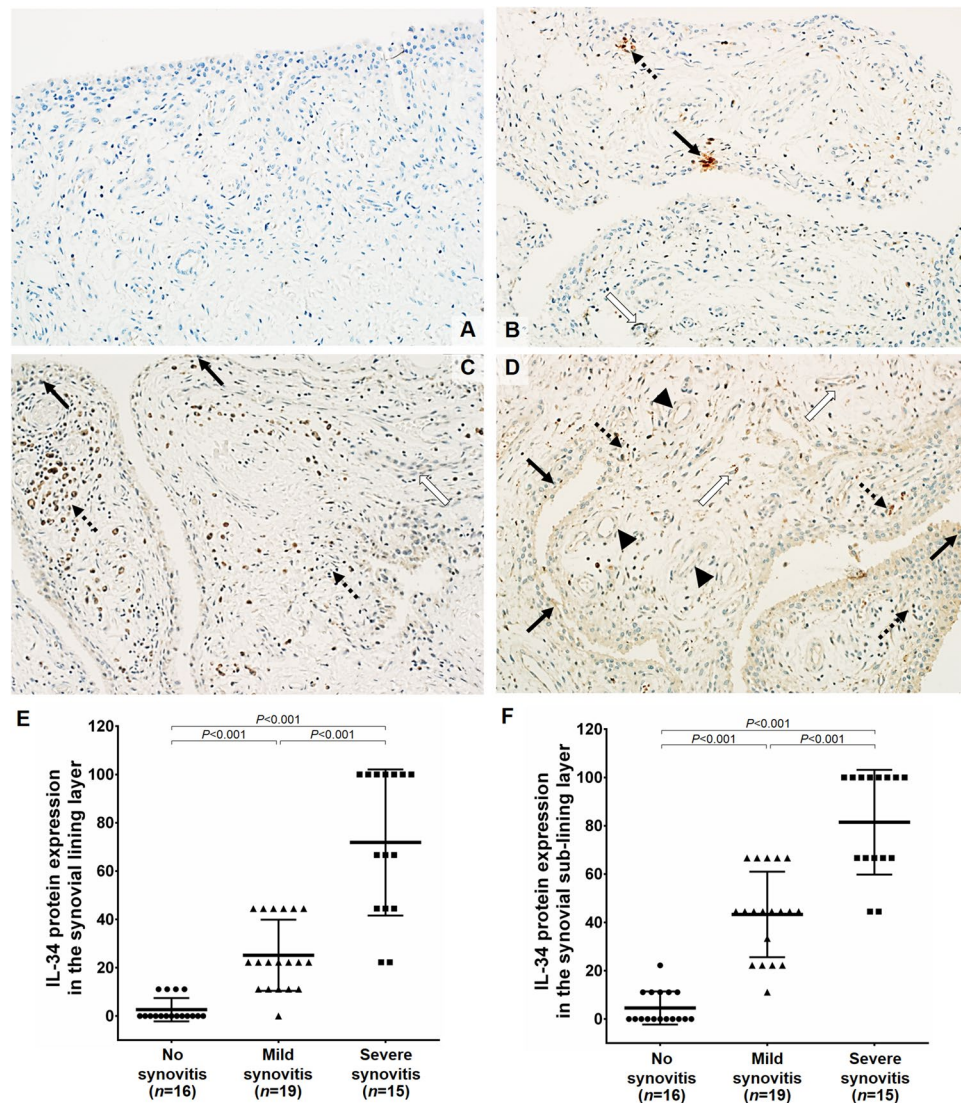 A
B
C
D
E
P<0.001
P<0.001
P<0.001
120
100
80
60
40
20
0
IL-34 protein expression
in the synovial lining layer
No
synovitis
(n=16)
Mild
synovitis
(n=19)
Severe
synovitis
(n=15)
F
P<0.001
P<0.001
P<0.001
120
100
80
60
40
20
0
IL-34 protein expression
in the synovial sub-lining layer
No
synovitis
(n=16)
Mild
synovitis
(n=19)
Severe
synovitis
(n=15)